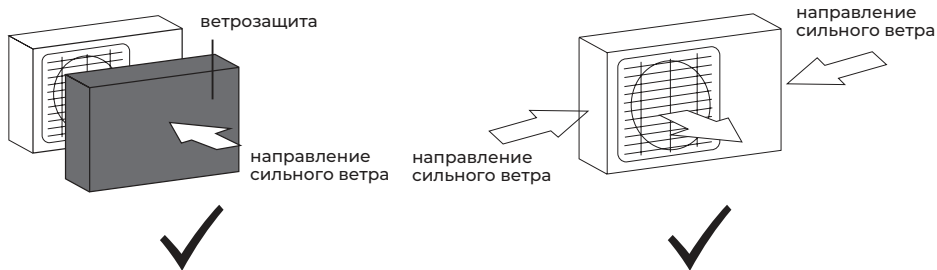 ветрозащита
направление
сильного ветра
направление
сильного ветра
направление
сильного ветра